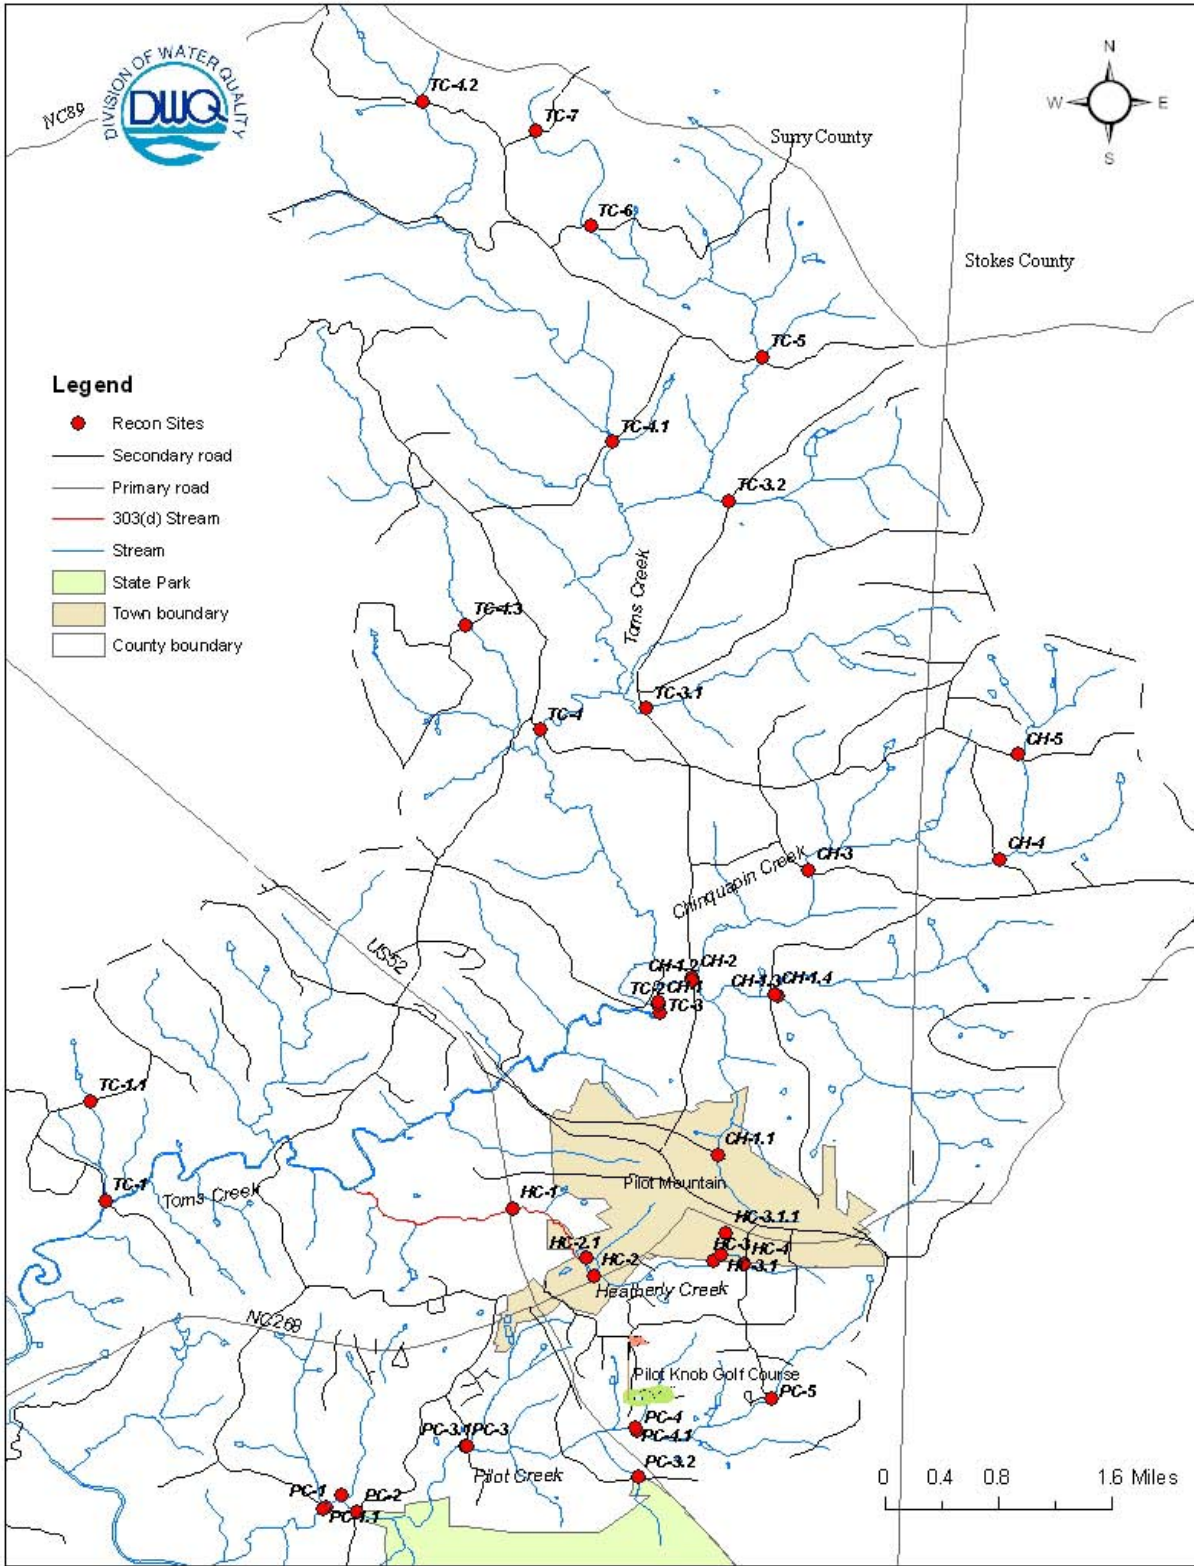 DIVISION OF WATER QUALITY
DWQ
NC89
N
W
E
S
TC-4.2
TC-7
Surry County
TC-6
Stokes County
TC-5
Legend
Recon Sites
Secondary road
Primary road
303(d) Stream
Stream
State Park
Town boundary
County boundary
TC-4.1
TC-3.2
Toms Creek
TC-4.3
TC-3.1
TC-4
CH-5
CH-3
CH-4
Chinquapin Creek
US52
CH-1.2
CH-2
TC-2
CH-1
CH-1.3
CH-1.4
TC-3
TC-1.1
CH-1.1
Pilot Mountain
TC-1
Toms Creek
HC-1
HC-3.1.1
HC-2.1
HC-2
HC-3
HC-4
HC-3.1
Heatherly Creek
NC268
Pilot Knob Golf Course
PC-5
PC-4
PC-4.1
PC-3.1
PC-3
Pilot Creek
PC-3.2
PC-1
PC-2
PC-1.1
0 0.4 0.8 1.6 Miles